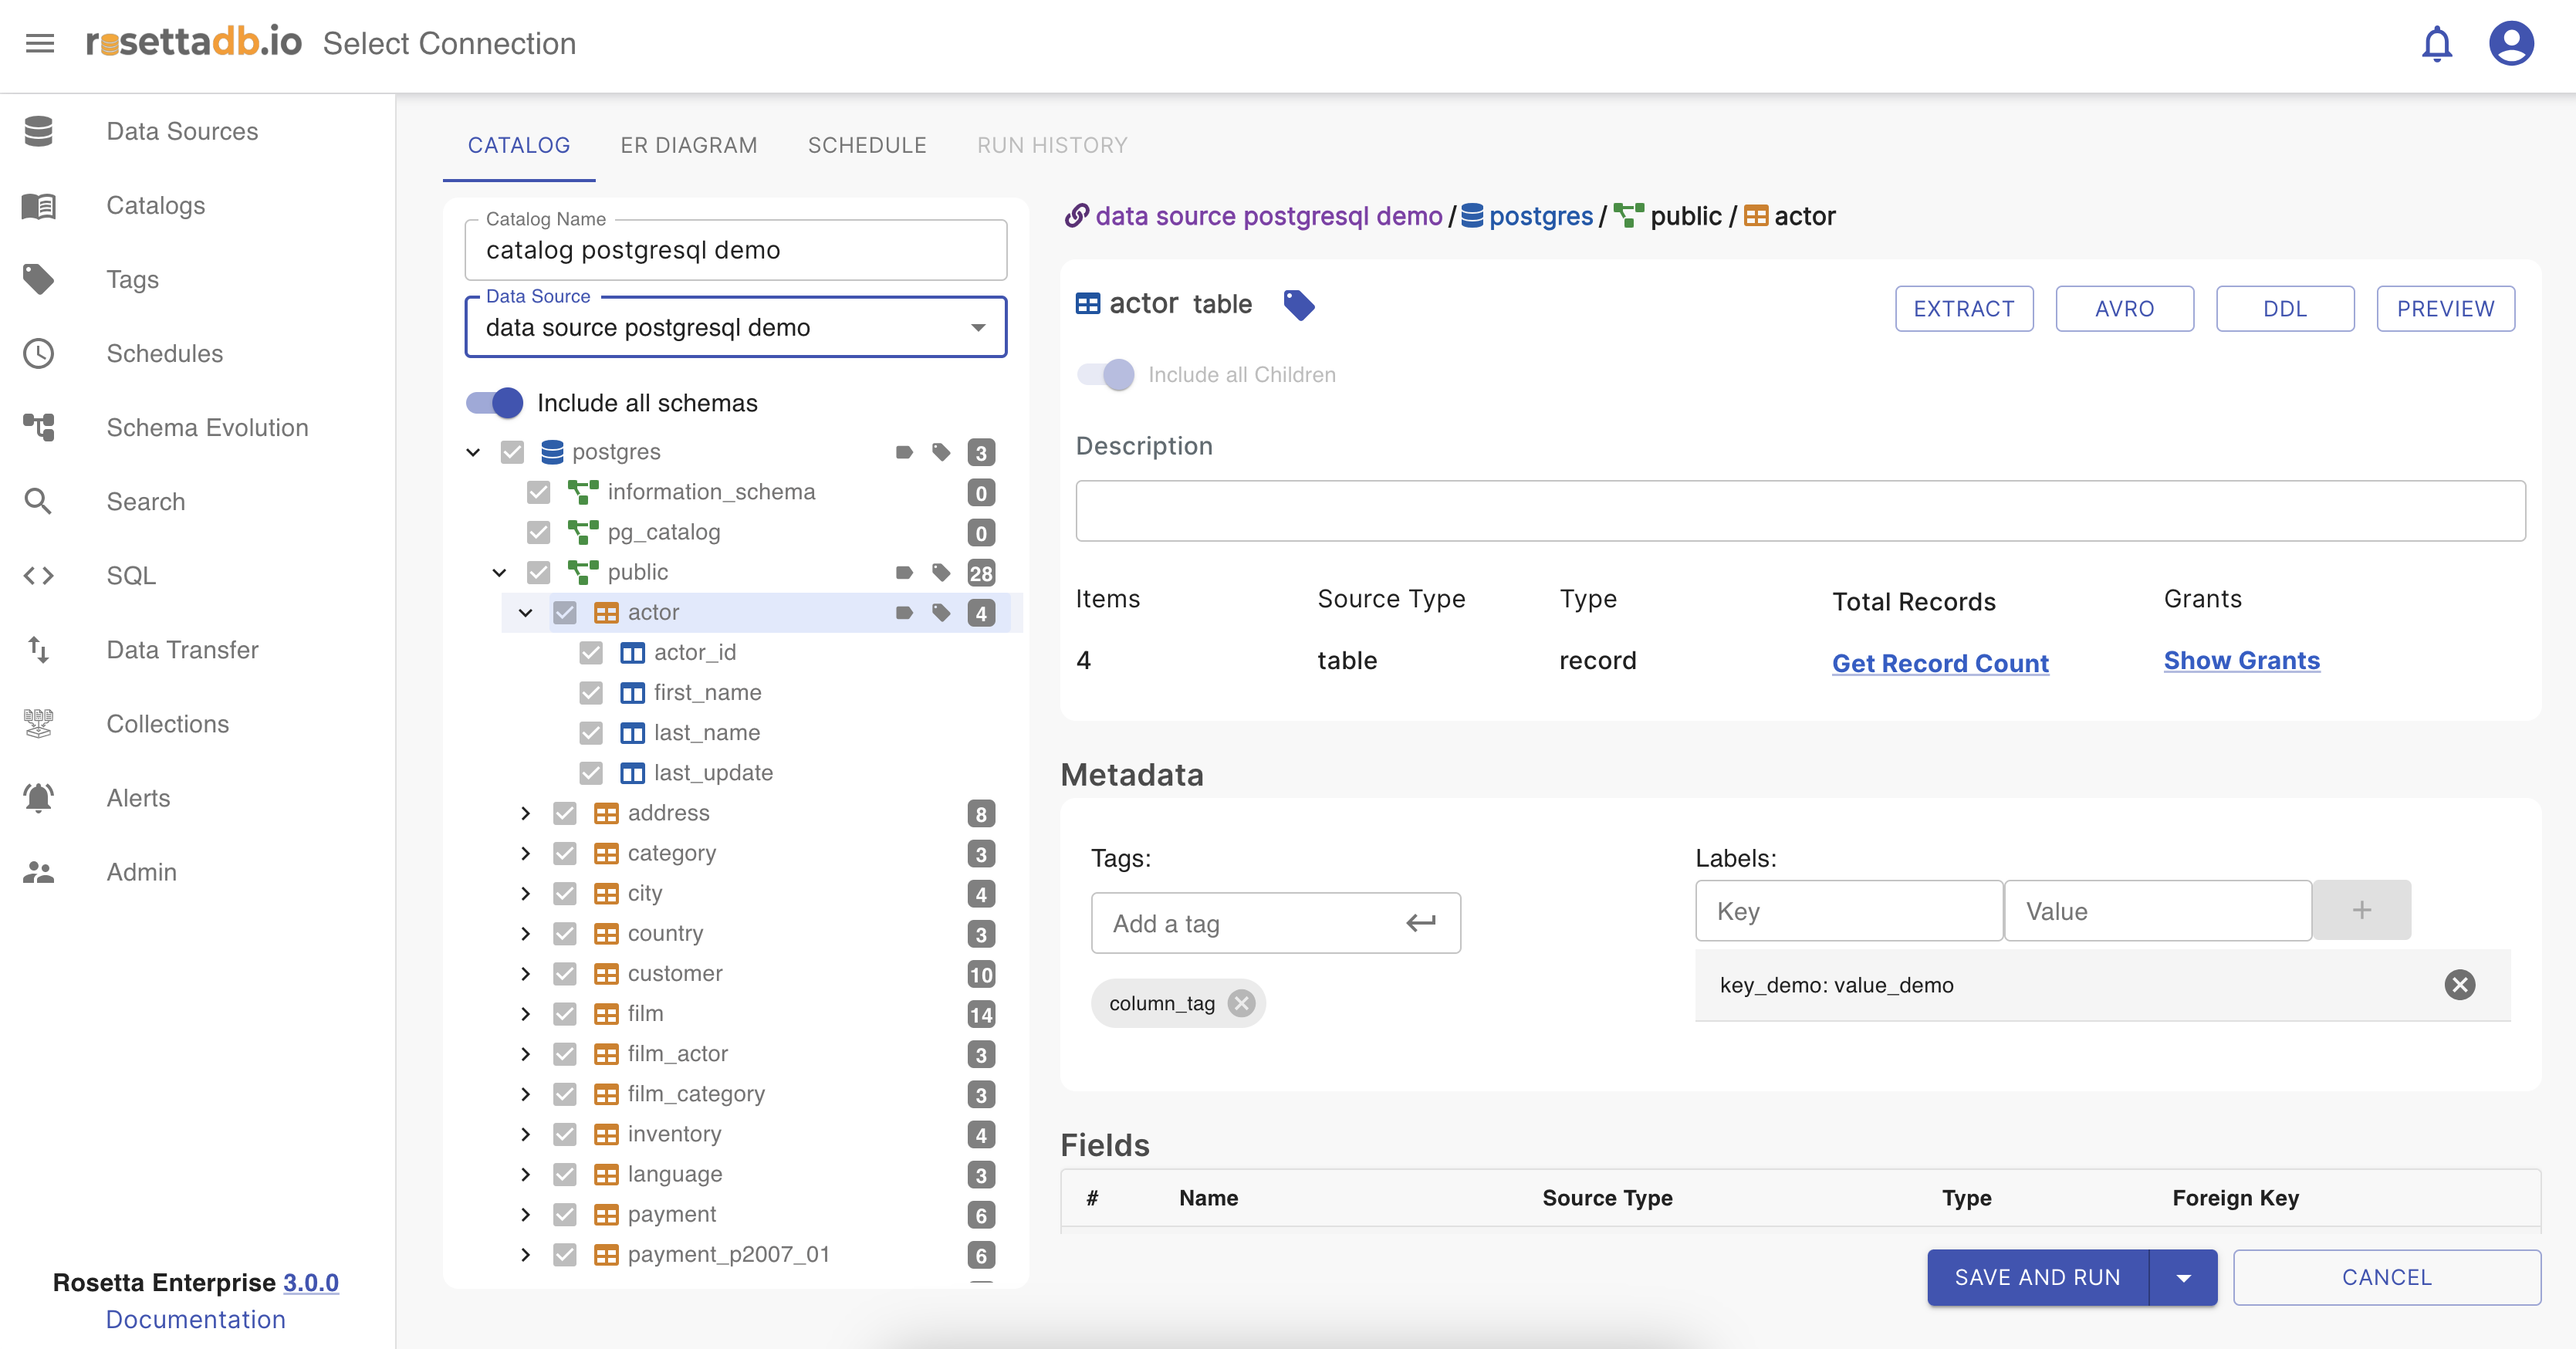 rosettadb.io Select Connection
Data Sources
Catalogs
Tags
Schedules
Schema Evolution
Search
SQL
Data Transfer
Collections
Alerts
Admin
Rosetta Enterprise 3.0.0
Documentation
CATALOG ER DIAGRAM SCHEDULE RUN HISTORY
Catalog Name
catalog postgresql demo
Data Source
data source postgresql demo
Include all schemas
postgres 3
information_schema 0
pg_catalog 0
public 28
actor 4
actor_id
first_name
last_name
last_update
address 8
category 3
city 4
country 3
customer 10
film 14
film_actor 3
film_category 3
inventory 4
language 3
payment 6
payment_p2007_01 6
data source postgresql demo / postgres / public / actor
actor table EXTRACT AVRO DDL PREVIEW
Include all Children
Description
Items Source Type Type Total Records Grants
4 table record Get Record Count Show Grants
Metadata
Tags: Labels:
Add a tag Key Value +
column_tag key_demo: value_demo
Fields
# Name Source Type Type Foreign Key
SAVE AND RUN CANCEL